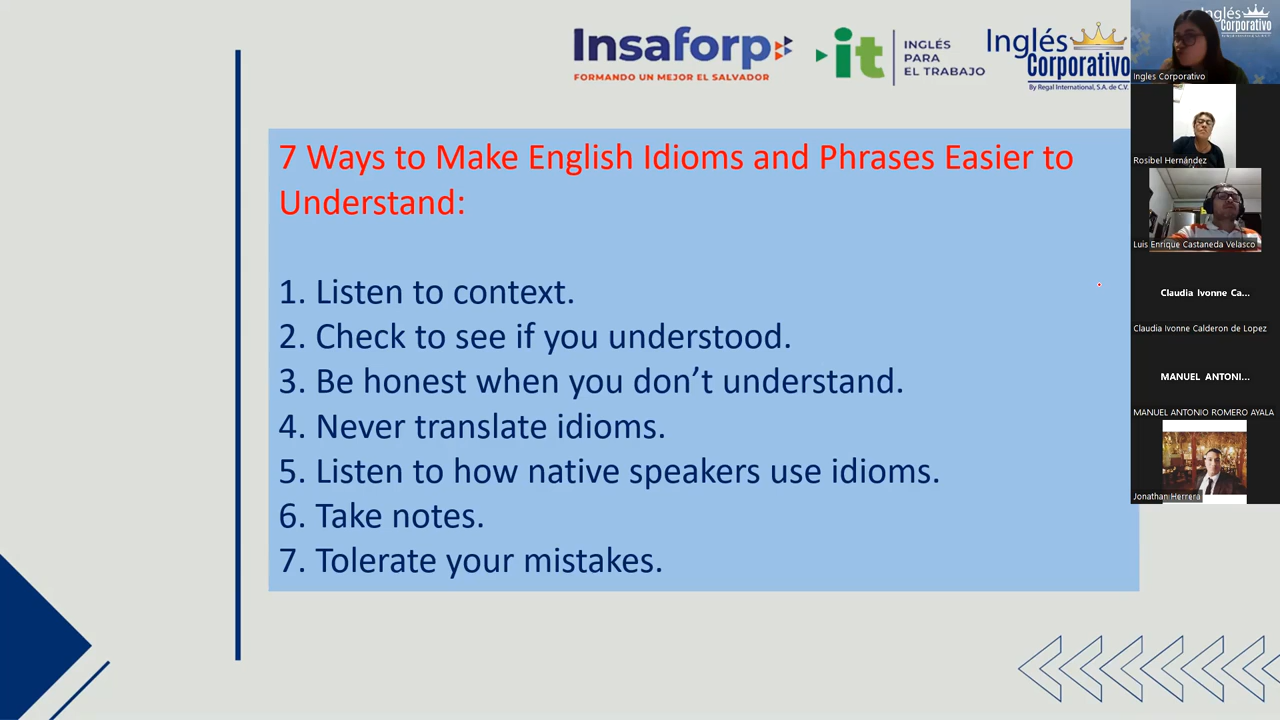 Insaforp
FORMANDO UN MEJOR EL SALVADOR
it
INGLÉS
PARA
EL TRABAJO
Inglés
Corporativo
By Regal International, S.A. de C.V.
7 Ways to Make English Idioms and Phrases Easier to
Understand:
1. Listen to context.
2. Check to see if you understood.
3. Be honest when you don’t understand.
4. Never translate idioms.
5. Listen to how native speakers use idioms.
6. Take notes.
7. Tolerate your mistakes.
Inglés
Corporativo
Ingles Corporativo
Rosibel Hernández
Luis Enrique Castaneda Velasco
Claudia Ivonne Ca...
Claudia Ivonne Calderon de Lopez
MANUEL ANTONI...
MANUEL ANTONIO ROMERO AYALA
Jonathan Herrera